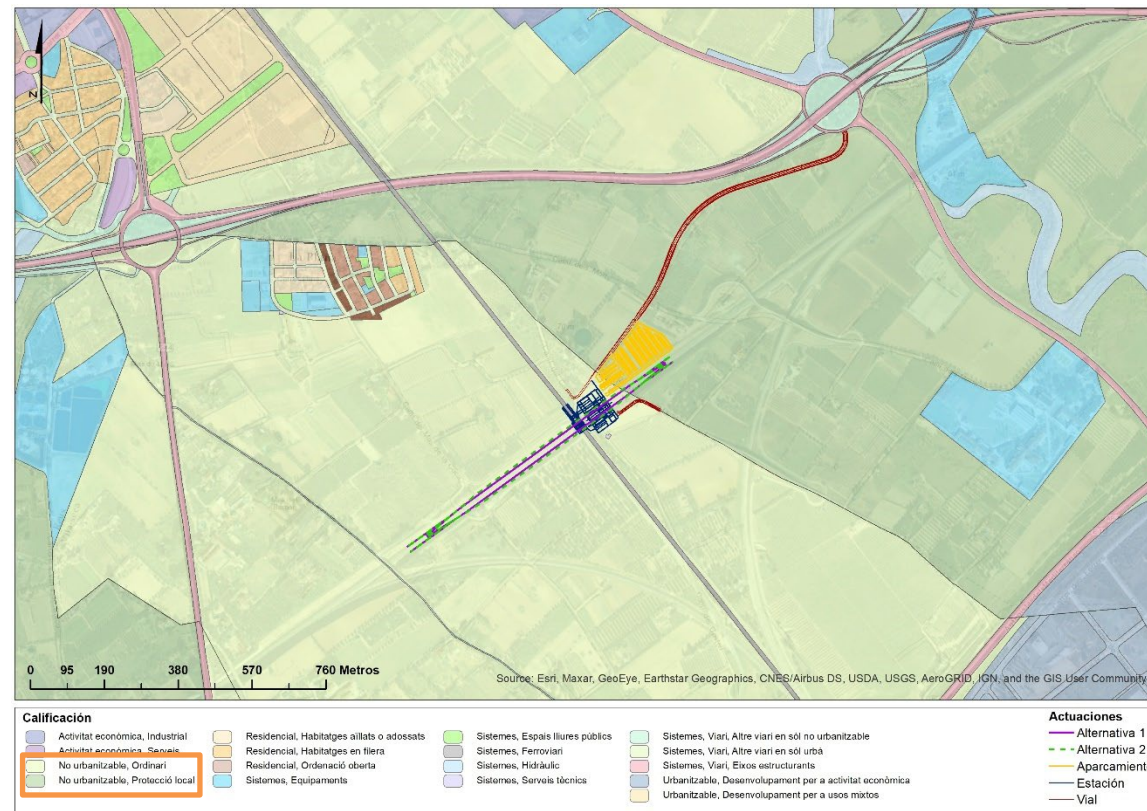 N
0 95 190 380 570 760 Metros
Source: Esri, Maxar, GeoEye, Earthstar Geographics, CNES/Airbus DS, USDA, USGS, AeroGRID, IGN, and the GIS User Community
Calificación
Activitat econòmica, Industrial
Activitat econòmica, Serveis
No urbanitzable, Ordinari
No urbanitzable, Protecció local
Residencial, Habitatges aïllats o adossats
Residencial, Habitatges en filera
Residencial, Ordenació oberta
Sistemes, Equipaments
Sistemes, Espais lliures públics
Sistemes, Ferroviari
Sistemes, Hidràulic
Sistemes, Serveis tècnics
Sistemes, Viari, Altre viari en sòl no urbanitzable
Sistemes, Viari, Altre viari en sòl urbà
Sistemes, Viari, Eixos estructurants
Urbanitzable, Desenvolupament per a activitat econòmica
Urbanitzable, Desenvolupament per a usos mixtos
Actuaciones
Alternativa 1
Alternativa 2
Aparcamient
Estación
Vial